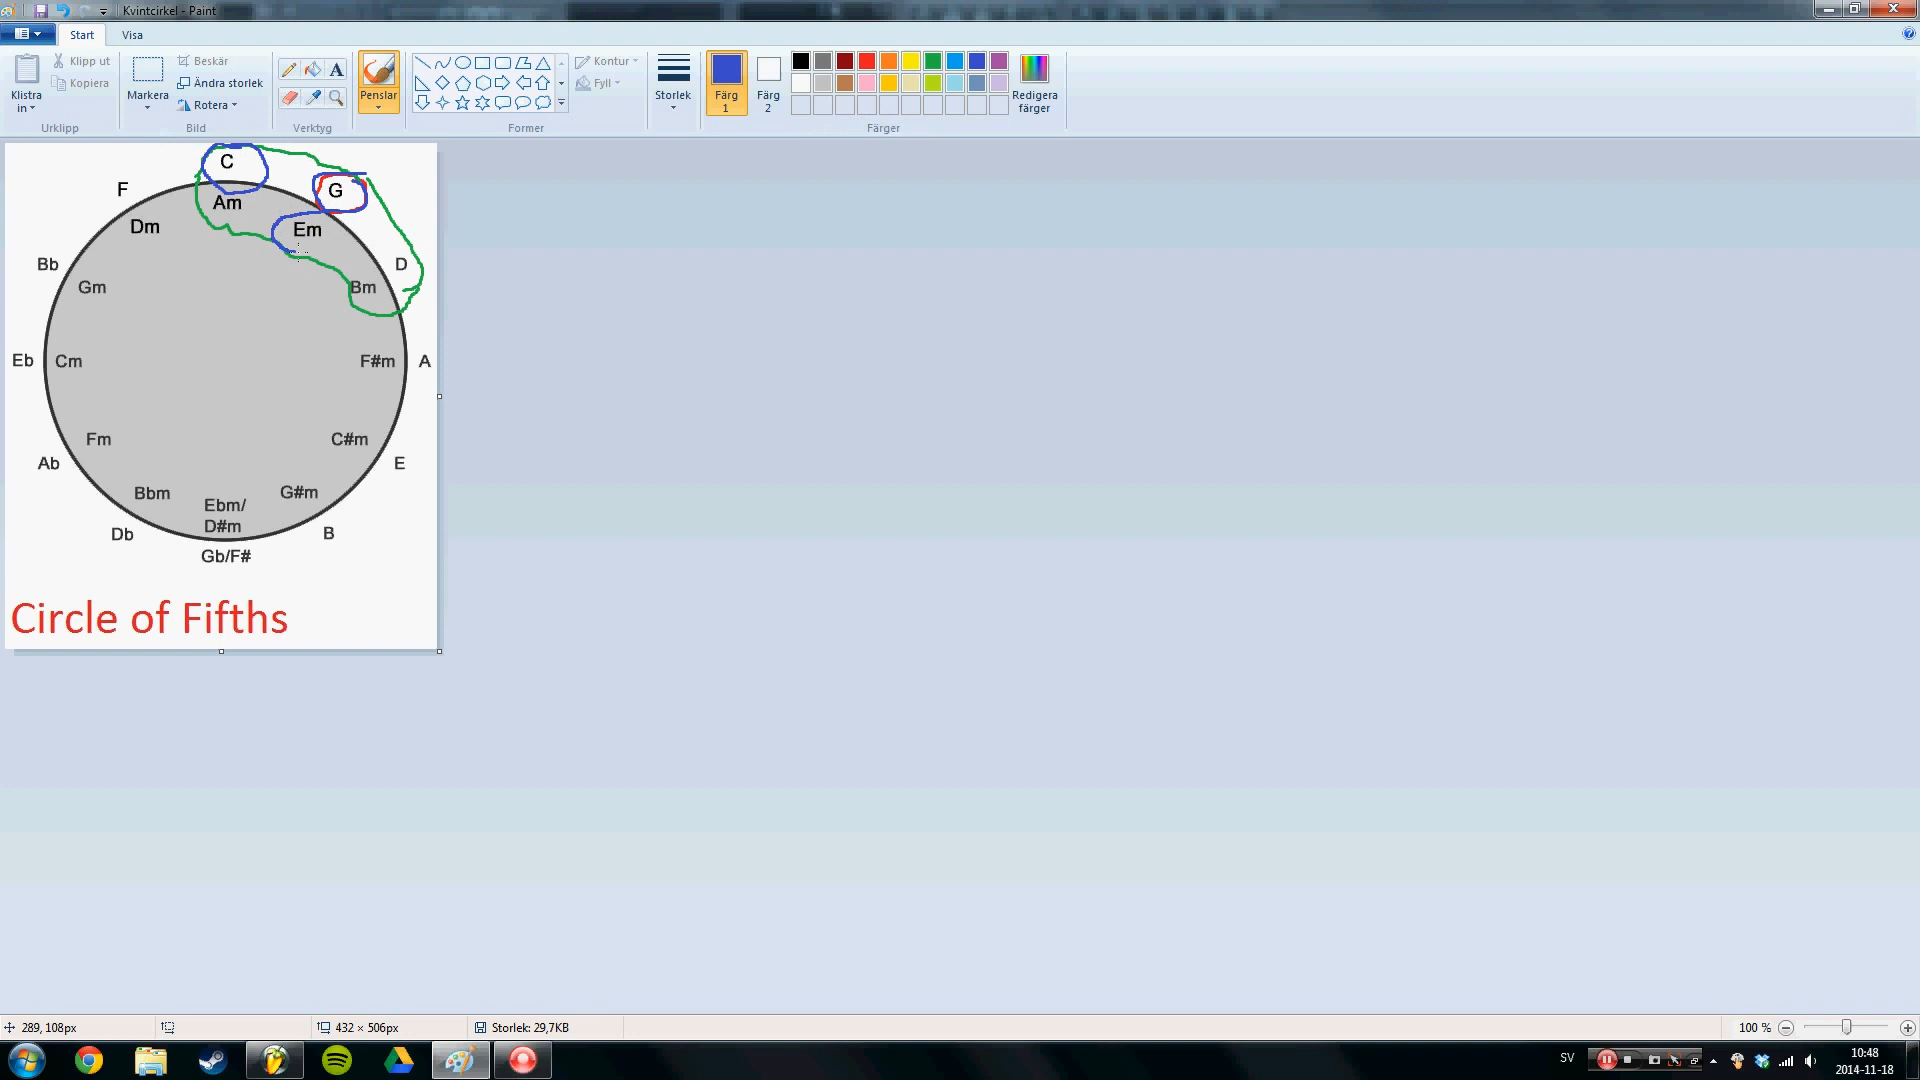 Kvintcirkel - Paint
Start Visa
Klistra in
Klipp ut
Kopiera
Urklipp
Markera
Beskär
Ändra storlek
Rotera
Bild
A
Verktyg
Penslar
Former
Kontur
Fyll
Storlek
Färg 1
Färg 2
Redigera färger
Färger
C
F
G
Am
Dm
Em
Bb
D
Gm
Bm
Eb
Cm
F#m
A
Fm
C#m
Ab
E
Bbm
G#m
Ebm/
D#m
Db
B
Gb/F#
Circle of Fifths
289, 108px
432 × 506px
Storlek: 29,7KB
100 %
SV
10:48
2014-11-18